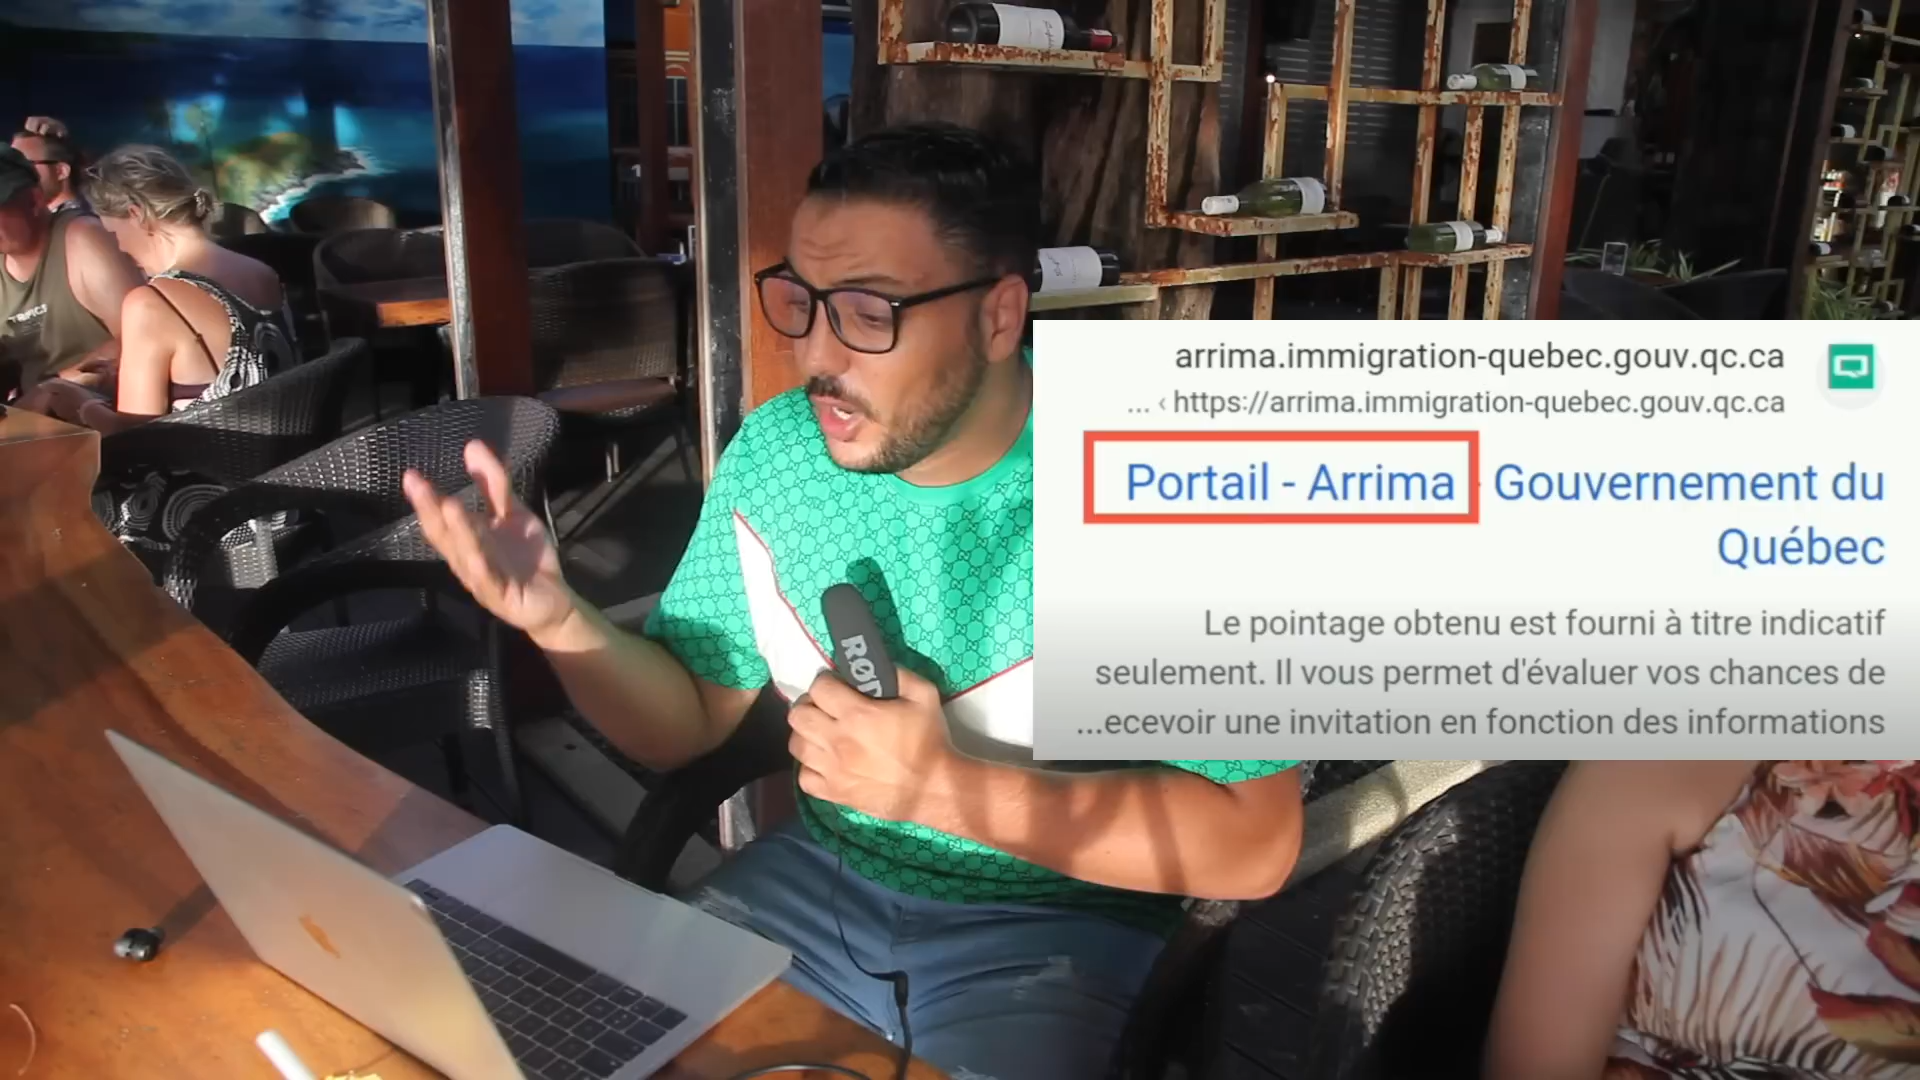 arrima.immigration-quebec.gouv.qc.ca
... ‹ https://arrima.immigration-quebec.gouv.qc.ca
Portail - Arrima Gouvernement du
Québec
Le pointage obtenu est fourni à titre indicatif
seulement. Il vous permet d'évaluer vos chances de
...ecevoir une invitation en fonction des informations
RØD